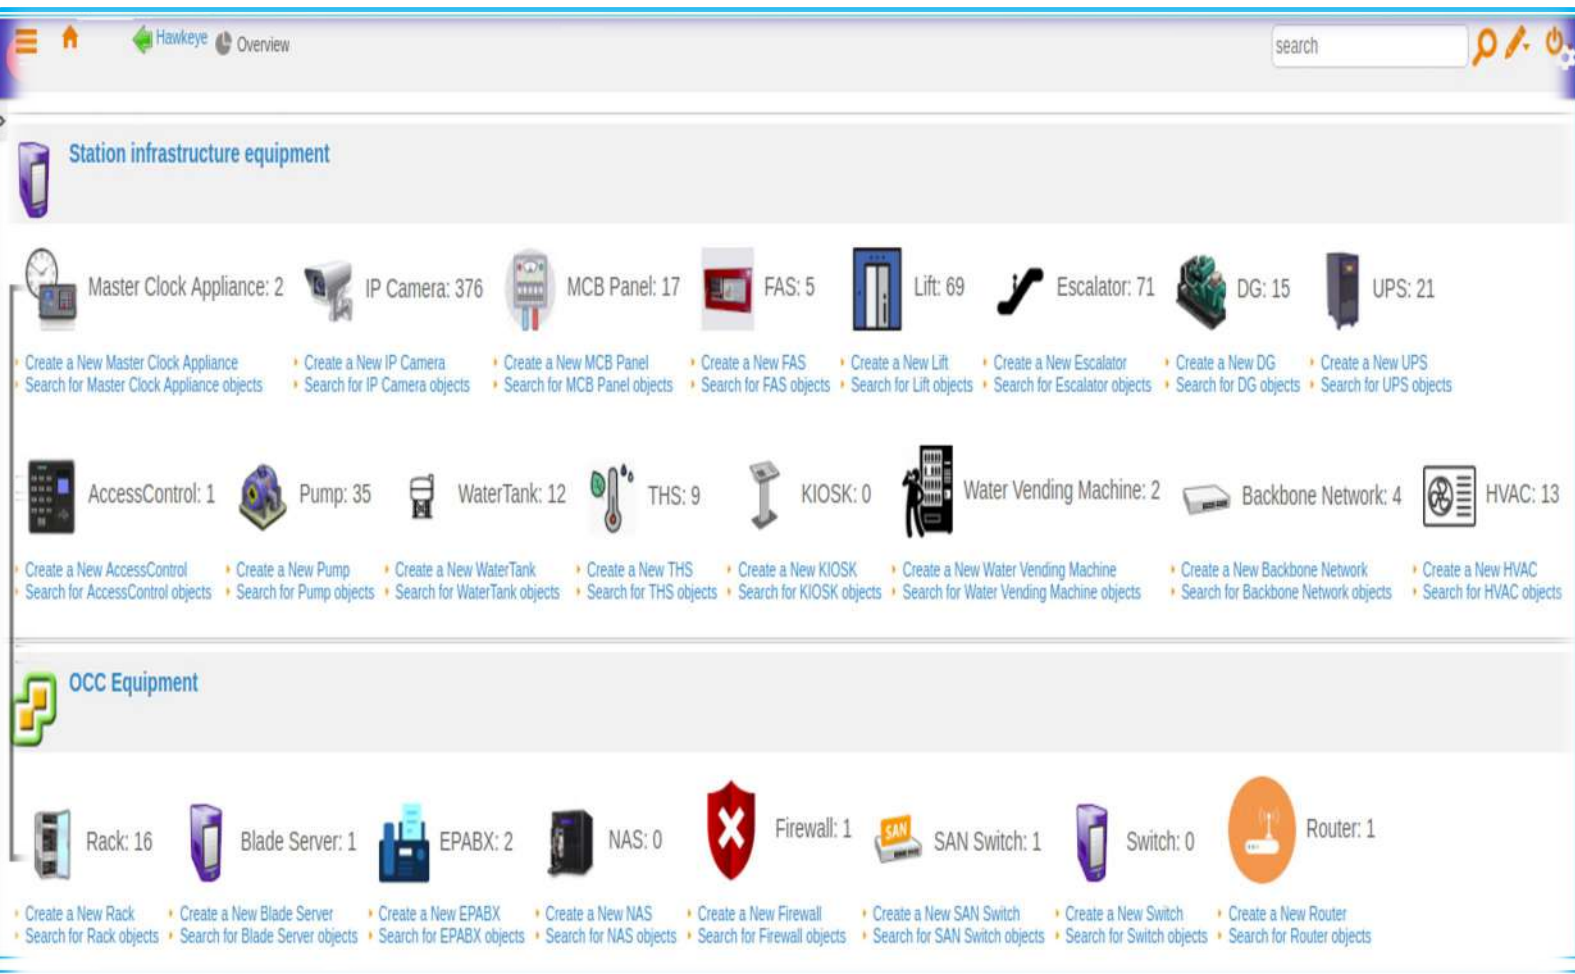 Hawkeye Overview search
Station infrastructure equipment
Master Clock Appliance: 2 IP Camera: 376 MCB Panel: 17 FAS: 5 Lift: 69 Escalator: 71 DG: 15 UPS: 21
Create a New Master Clock Appliance Create a New IP Camera Create a New MCB Panel Create a New FAS Create a New Lift Create a New Escalator Create a New DG Create a New UPS
Search for Master Clock Appliance objects Search for IP Camera objects Search for MCB Panel objects Search for FAS objects Search for Lift objects Search for Escalator objects Search for DG objects Search for UPS objects
AccessControl: 1 Pump: 35 WaterTank: 12 THS: 9 KIOSK: 0 Water Vending Machine: 2 Backbone Network: 4 HVAC: 13
Create a New AccessControl Create a New Pump Create a New WaterTank Create a New THS Create a New KIOSK Create a New Water Vending Machine Create a New Backbone Network Create a New HVAC
Search for AccessControl objects Search for Pump objects Search for WaterTank objects Search for THS objects Search for KIOSK objects Search for Water Vending Machine objects Search for Backbone Network objects Search for HVAC objects
OCC Equipment
Rack: 16 Blade Server: 1 EPABX: 2 NAS: 0 Firewall: 1 SAN SAN Switch: 1 Switch: 0 Router: 1
Create a New Rack Create a New Blade Server Create a New EPABX Create a New NAS Create a New Firewall Create a New SAN Switch Create a New Switch Create a New Router
Search for Rack objects Search for Blade Server objects Search for EPABX objects Search for NAS objects Search for Firewall objects Search for SAN Switch objects Search for Switch objects Search for Router objects